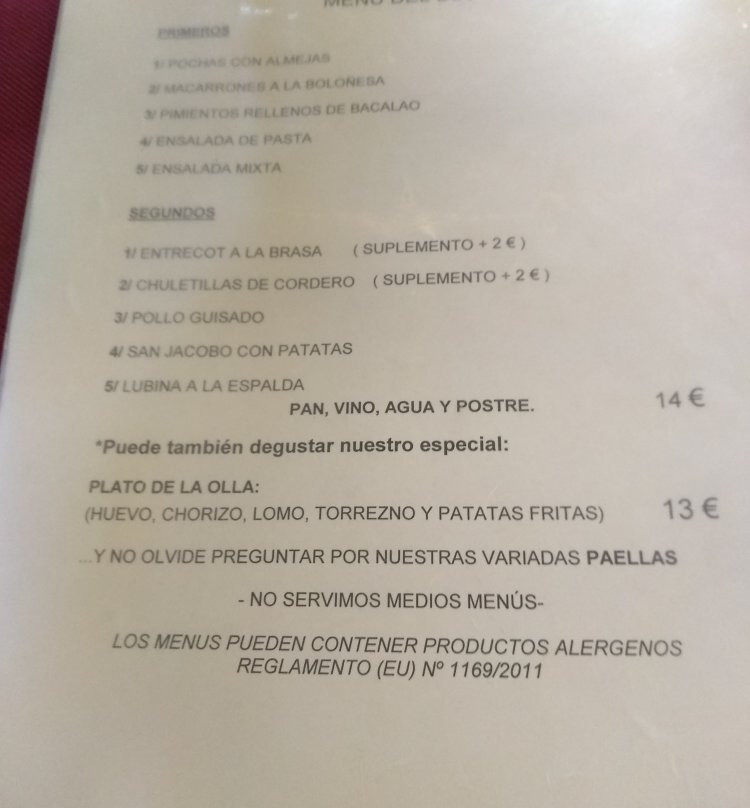 MENÚ DEL
PRIMEROS
1/ POCHAS CON ALMEJAS
2/ MACARRONES A LA BOLOÑESA
3/ PIMIENTOS RELLENOS DE BACALAO
4/ ENSALADA DE PASTA
5/ ENSALADA MIXTA
SEGUNDOS
1/ ENTRECOT A LA BRASA ( SUPLEMENTO + 2 € )
2/ CHULETILLAS DE CORDERO ( SUPLEMENTO + 2 € )
3/ POLLO GUISADO
4/ SAN JACOBO CON PATATAS
5/ LUBINA A LA ESPALDA
PAN, VINO, AGUA Y POSTRE. 14 €
*Puede también degustar nuestro especial:
PLATO DE LA OLLA:
(HUEVO, CHORIZO, LOMO, TORREZNO Y PATATAS FRITAS) 13 €
...Y NO OLVIDE PREGUNTAR POR NUESTRAS VARIADAS PAELLAS
- NO SERVIMOS MEDIOS MENÚS-
LOS MENUS PUEDEN CONTENER PRODUCTOS ALERGENOS
REGLAMENTO (EU) Nº 1169/2011